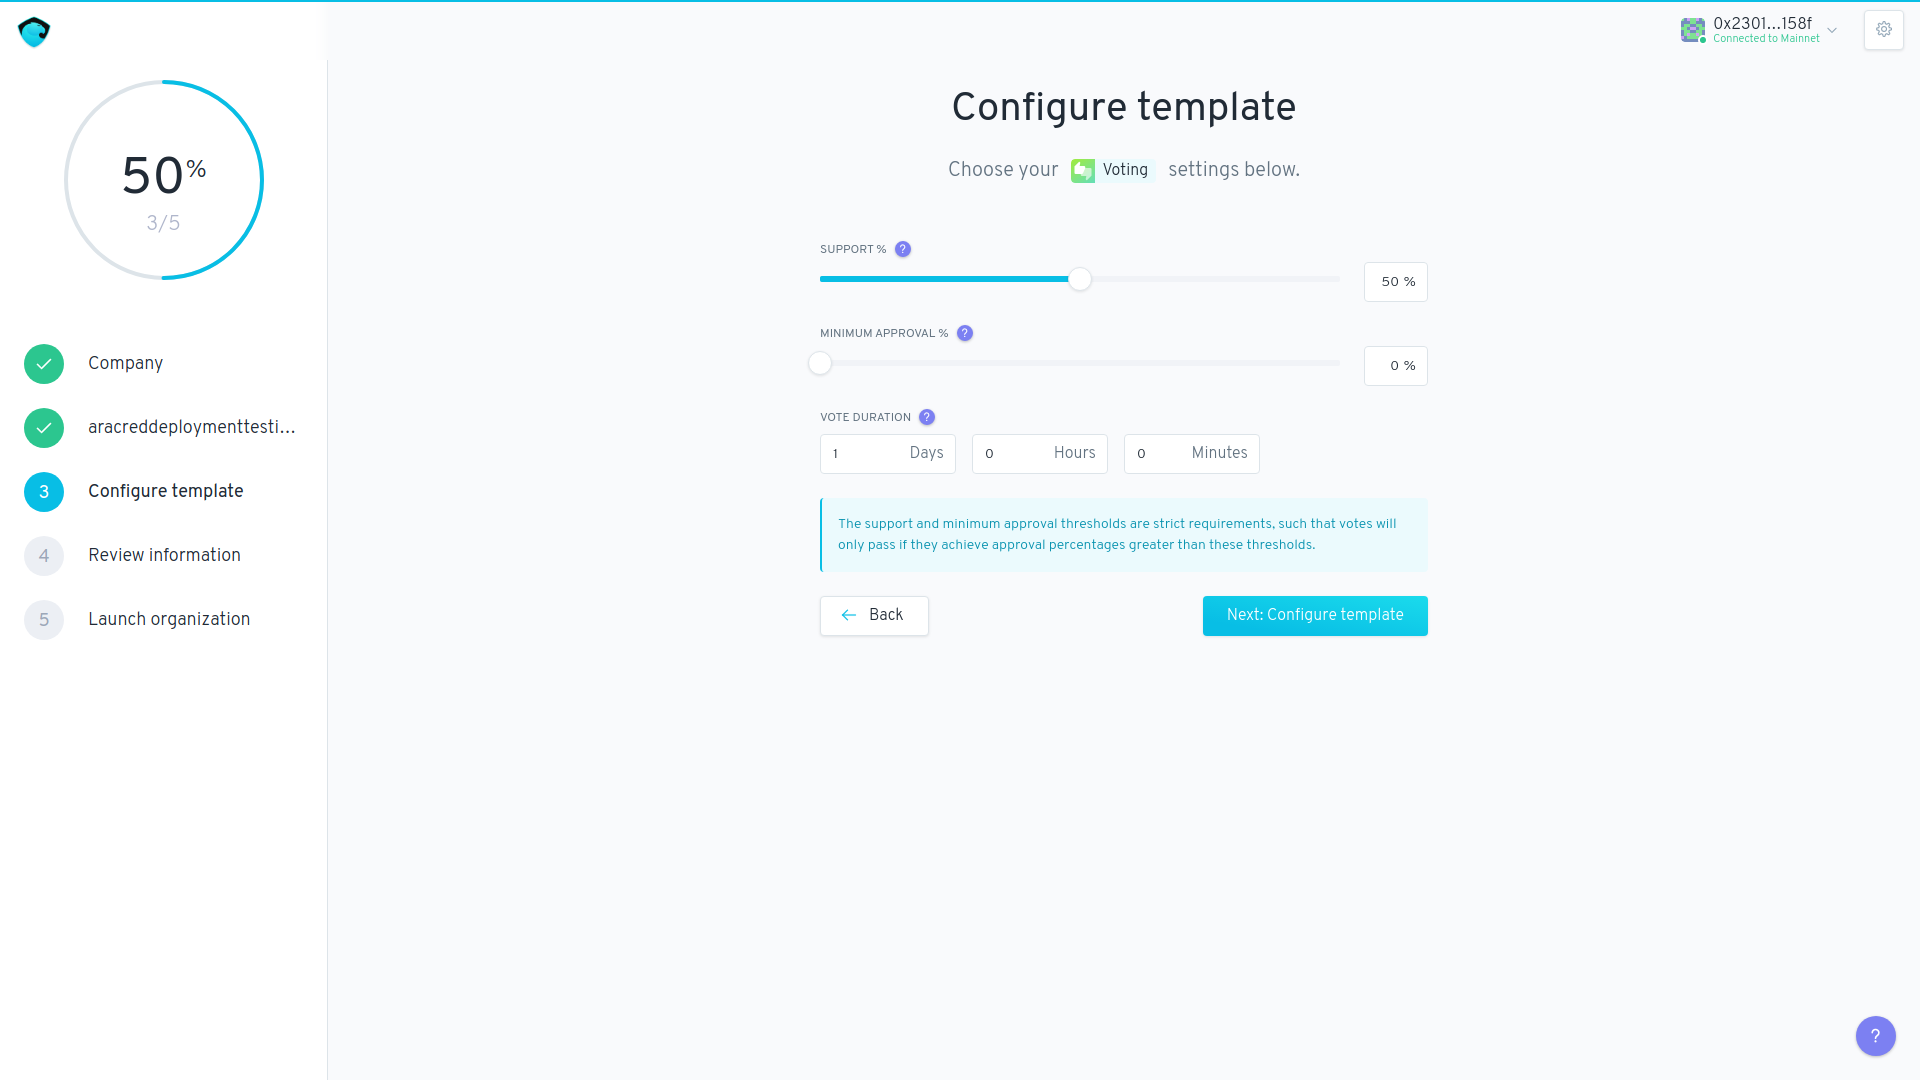 0x2301...158f
Connected to Mainnet
50%
3/5
Company
aracreddeploymenttesti...
3
Configure template
4
Review information
5
Launch organization
Configure template
Choose your Voting settings below.
SUPPORT % ?
50 %
MINIMUM APPROVAL % ?
0 %
VOTE DURATION ?
1 Days 0 Hours 0 Minutes
The support and minimum approval thresholds are strict requirements, such that votes will
only pass if they achieve approval percentages greater than these thresholds.
Back
Next: Configure template
?